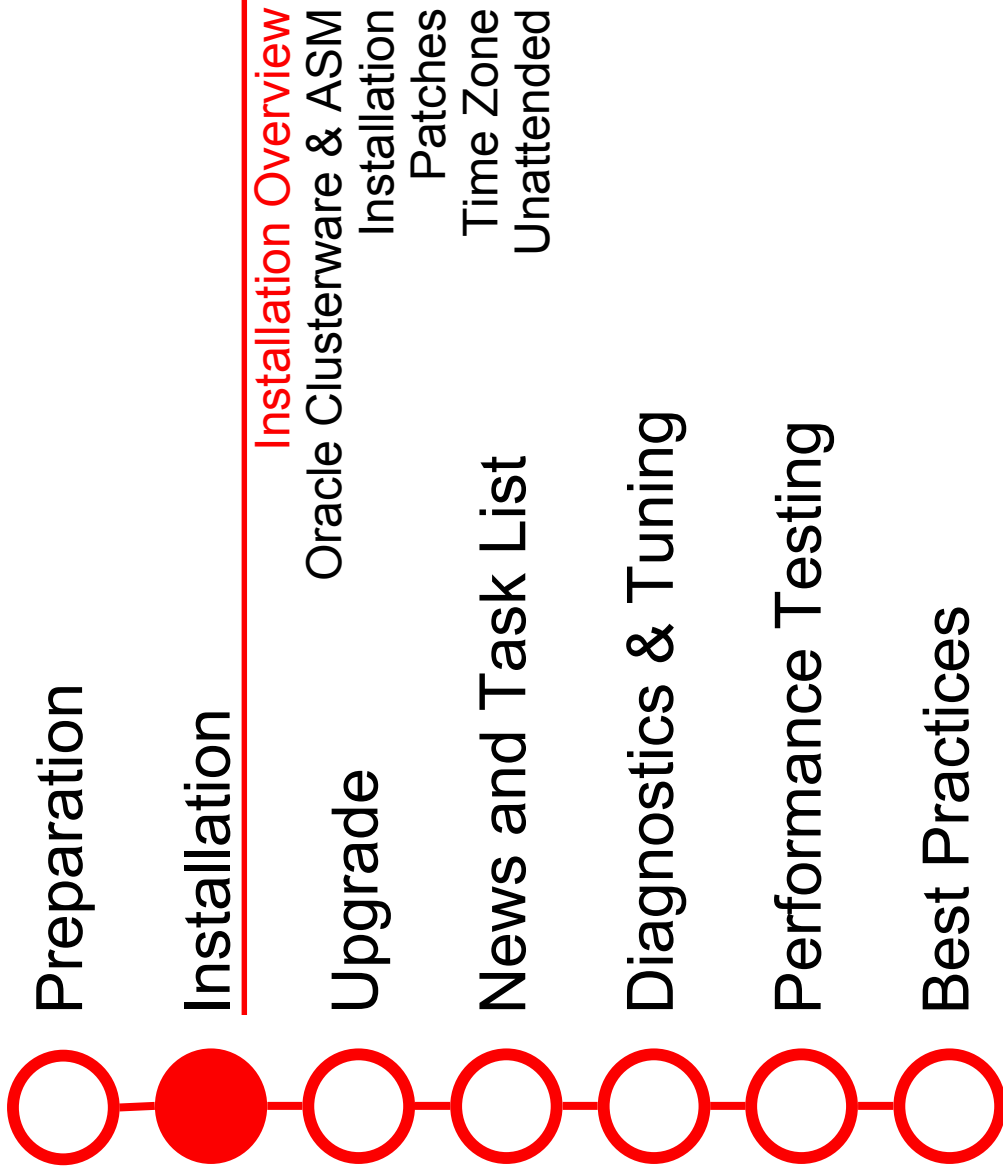 Preparation
Installation
Installation Overview
Oracle Clusterware & ASM
Installation
Patches
Time Zone
Unattended
Upgrade
News and Task List
Diagnostics & Tuning
Performance Testing
Best Practices